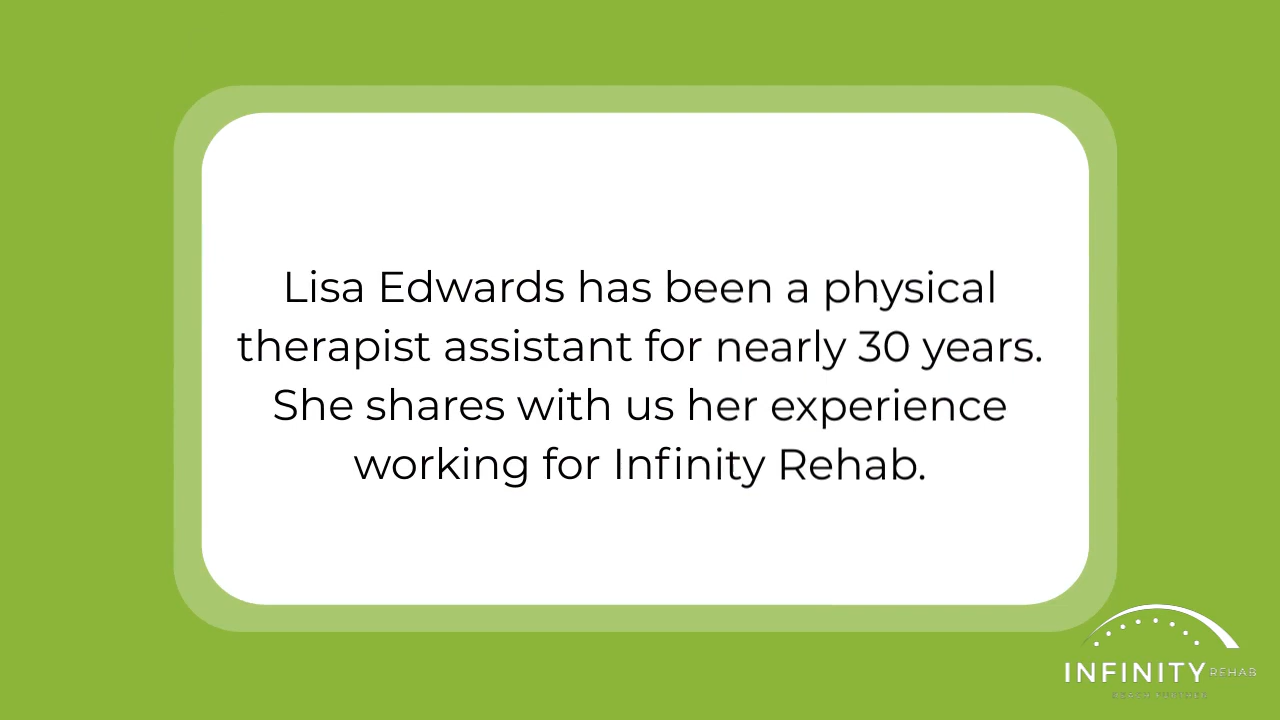 Lisa Edwards has been a physical
therapist assistant for nearly 30 years.
She shares with us her experience
working for Infinity Rehab.
INFINITY REHAB